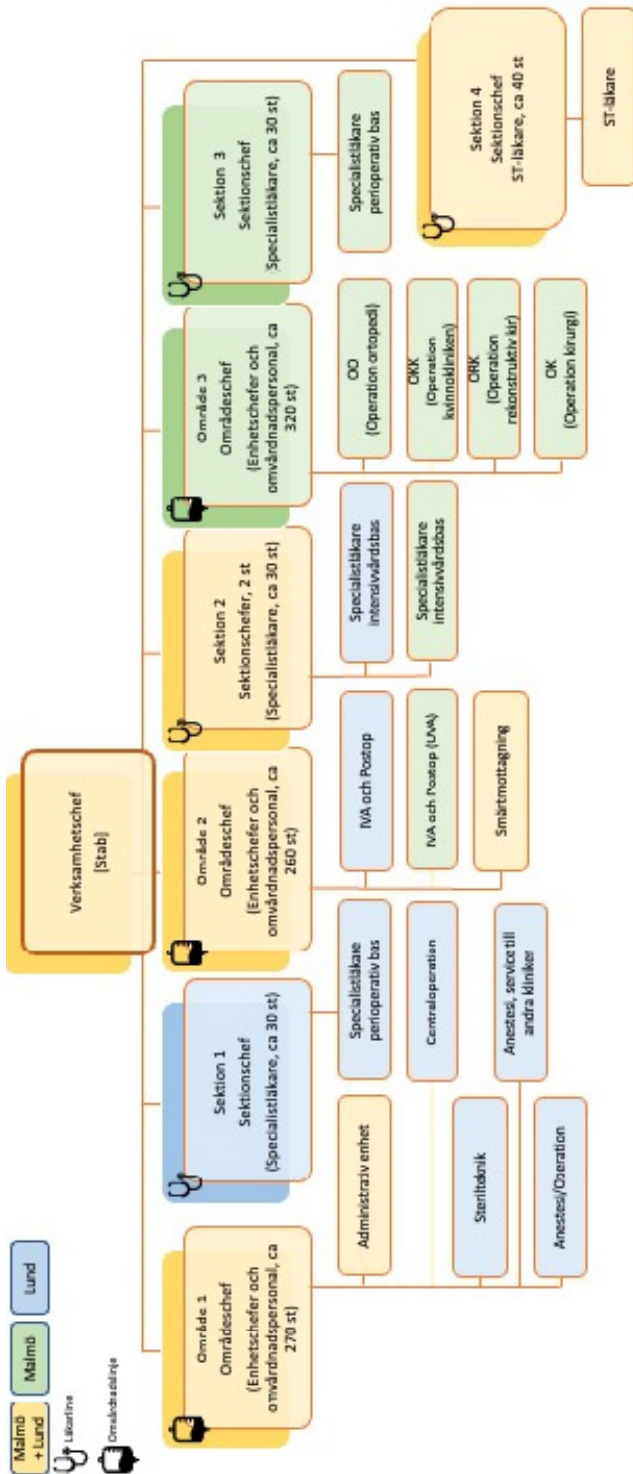 Malmö
+ Lund
Malmö
Lund
Läkarlinje
Omvårdnadslinje
Verksamhetschef
[Stab]
Område 1
Områdeschef
(Enhetschefer och
omvårdnadspersonal, ca
270 st)
Administrativ enhet
Centraloperation
Sterilteknik
Anestesi, service till
andra kliniker
Anestesi/Operation
Sektion 1
Sektionschef
(Specialistläkare, ca 30 st)
Specialistläkare
perioperativ bas
Område 2
Områdeschef
(Enhetschefer och
omvårdnadspersonal, ca
260 st)
IVA och Postop
IVA och Postop (UVA)
Smärtmottagning
Sektion 2
Sektionschefer, 2 st
(Specialistläkare, ca 30 st)
Specialistläkare
intensivvårdsbas
Specialistläkare
intensivvårdsbas
Område 3
Områdeschef
(Enhetschefer och
omvårdnadspersonal, ca
320 st)
OO
(Operation ortopedi)
OKK
(Operation
kvinnokliniken)
ORK
(Operation
rekonstruktiv kir)
OK
(Operation kirurgi)
Sektion 3
Sektionschef
(Specialistläkare, ca 30 st)
Specialistläkare
perioperativ bas
Sektion 4
Sektionschef
ST-läkare, ca 40 st
ST-läkare